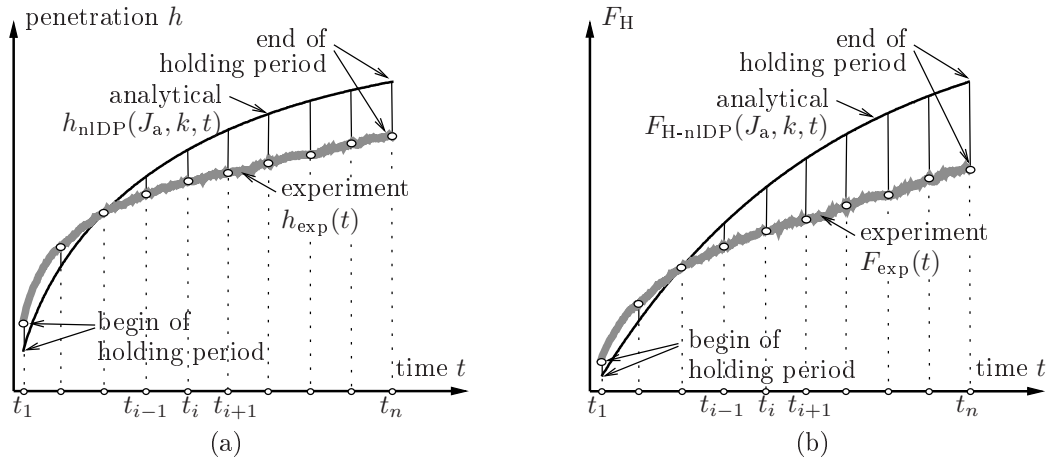 penetration h
end of
holding period
analytical
h_nlDP(J_a, k, t)
experiment
h_exp(t)
begin of
holding period
time t
t_1
t_{i−1}
t_i
t_{i+1}
t_n
(a)
F_H
end of
holding period
analytical
F_{H-nlDP}(J_a, k, t)
experiment
F_exp(t)
begin of
holding period
time t
t_1
t_{i−1}
t_i
t_{i+1}
t_n
(b)